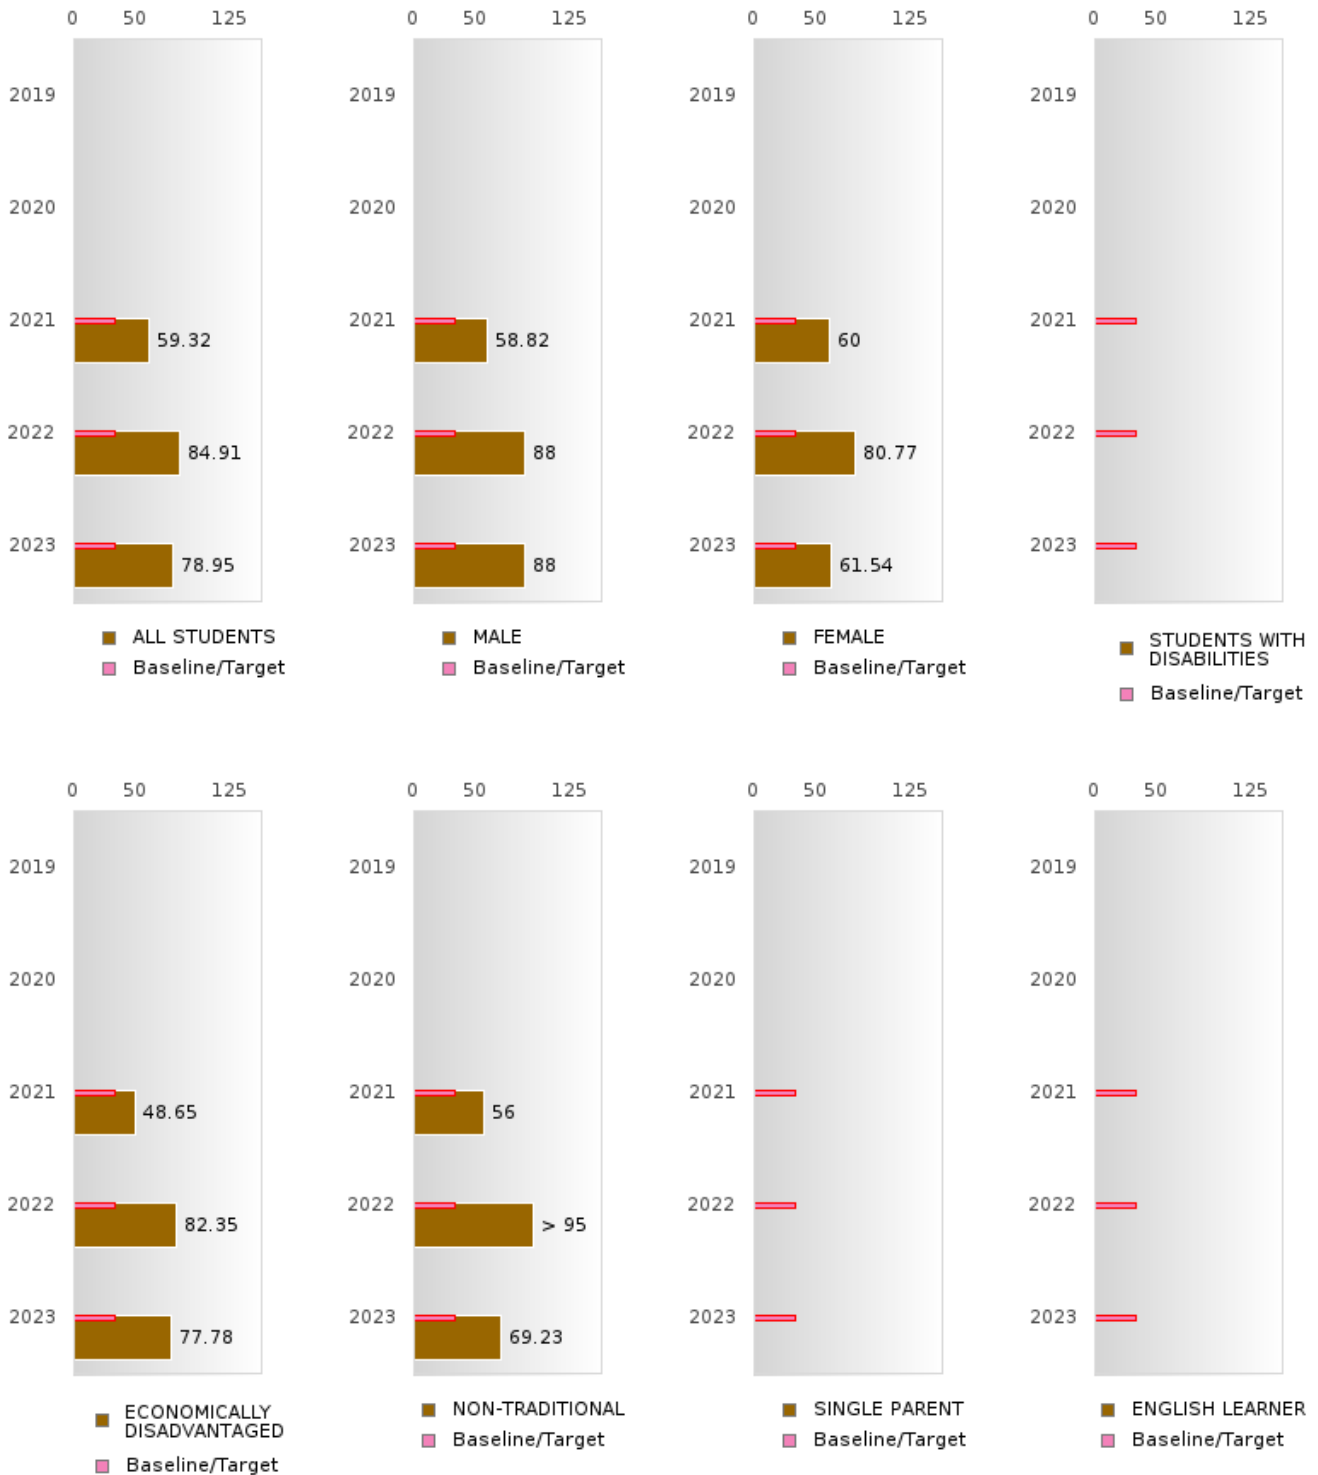 0 50 125
2019
2020
2021
59.32
2022
84.91
2023
78.95
ALL STUDENTS
Baseline/Target
0 50 125
2019
2020
2021
58.82
2022
88
2023
88
MALE
Baseline/Target
0 50 125
2019
2020
2021
60
2022
80.77
2023
61.54
FEMALE
Baseline/Target
0 50 125
2019
2020
2021
2022
2023
STUDENTS WITH
DISABILITIES
Baseline/Target
0 50 125
2019
2020
2021
48.65
2022
82.35
2023
77.78
ECONOMICALLY
DISADVANTAGED
Baseline/Target
0 50 125
2019
2020
2021
56
2022
> 95
2023
69.23
NON-TRADITIONAL
Baseline/Target
0 50 125
2019
2020
2021
2022
2023
SINGLE PARENT
Baseline/Target
0 50 125
2019
2020
2021
2022
2023
ENGLISH LEARNER
Baseline/Target